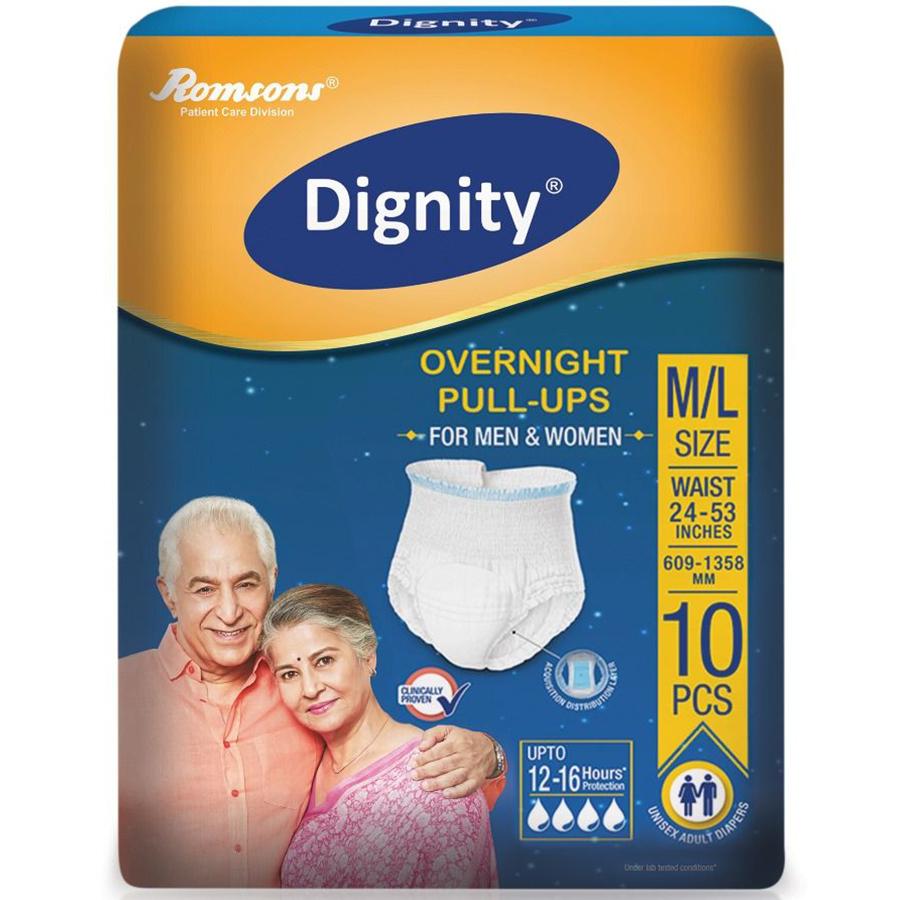 Dignity®
Romsons®
Patient Care Division
Dignity®
OVERNIGHT
PULL-UPS
FOR MEN & WOMEN
M/L
SIZE
WAIST
24-53
INCHES
609-1358
MM
10
PCS
CLINICALLY
PROVEN
ACQUISITION DISTRIBUTION LAYER
UPTO
12-16 Hours*
Protection
UNISEX ADULT DIAPERS
Under lab tested conditions*